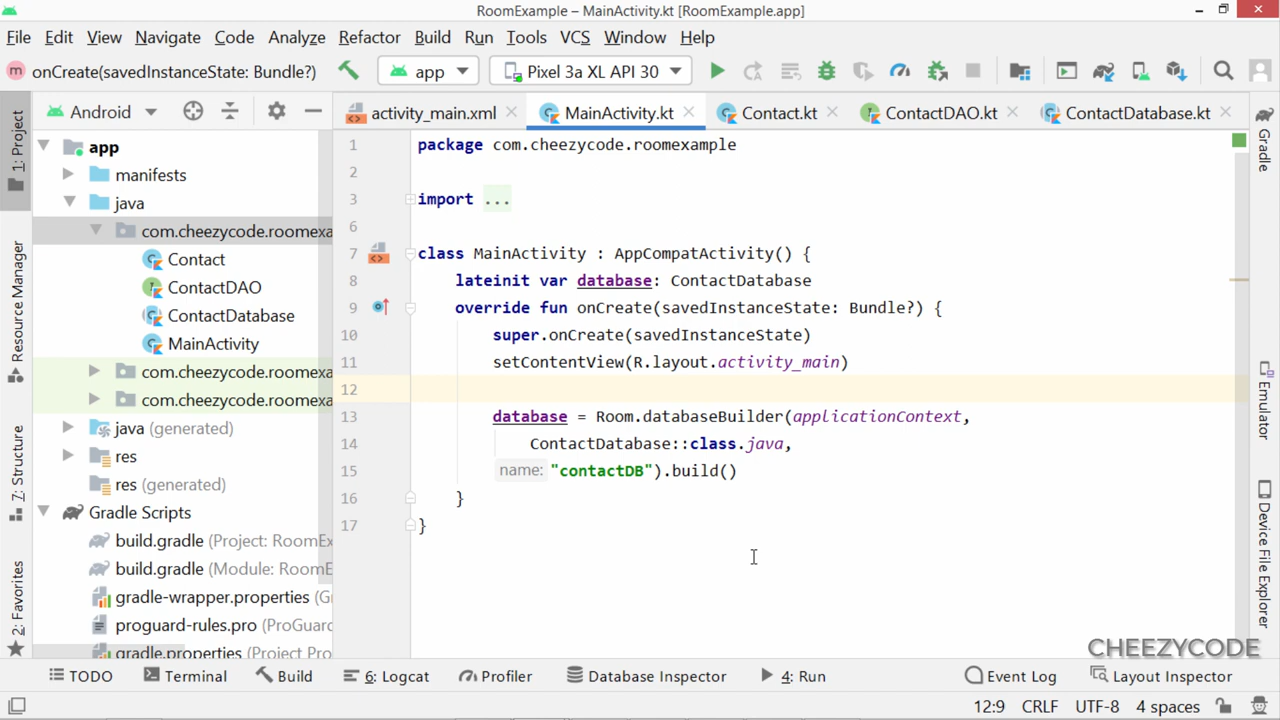 RoomExample – MainActivity.kt [RoomExample.app]
File Edit View Navigate Code Analyze Refactor Build Run Tools VCS Window Help
onCreate(savedInstanceState: Bundle?) app Pixel 3a XL API 30
1: Project
Resource Manager
7: Structure
2: Favorites
Android
app
manifests
java
com.cheezycode.roomexa
Contact
ContactDAO
ContactDatabase
MainActivity
com.cheezycode.roomexa
com.cheezycode.roomexa
java (generated)
res
res (generated)
Gradle Scripts
build.gradle (Project: RoomE
build.gradle (Module: RoomE
gradle-wrapper.properties (G
proguard-rules.pro (ProGuar
gradle.properties (Project Pro
activity_main.xml MainActivity.kt Contact.kt ContactDAO.kt ContactDatabase.kt
1 package com.cheezycode.roomexample
2
3 import ...
6
7 class MainActivity : AppCompatActivity() {
8 lateinit var database: ContactDatabase
9 override fun onCreate(savedInstanceState: Bundle?) {
10 super.onCreate(savedInstanceState)
11 setContentView(R.layout.activity_main)
12
13 database = Room.databaseBuilder(applicationContext,
14 ContactDatabase::class.java,
15 name: "contactDB").build()
16 }
17 }
Gradle
Emulator
Device File Explorer
CHEEZYCODE
TODO Terminal Build 6: Logcat Profiler Database Inspector 4: Run Event Log Layout Inspector
12:9 CRLF UTF-8 4 spaces